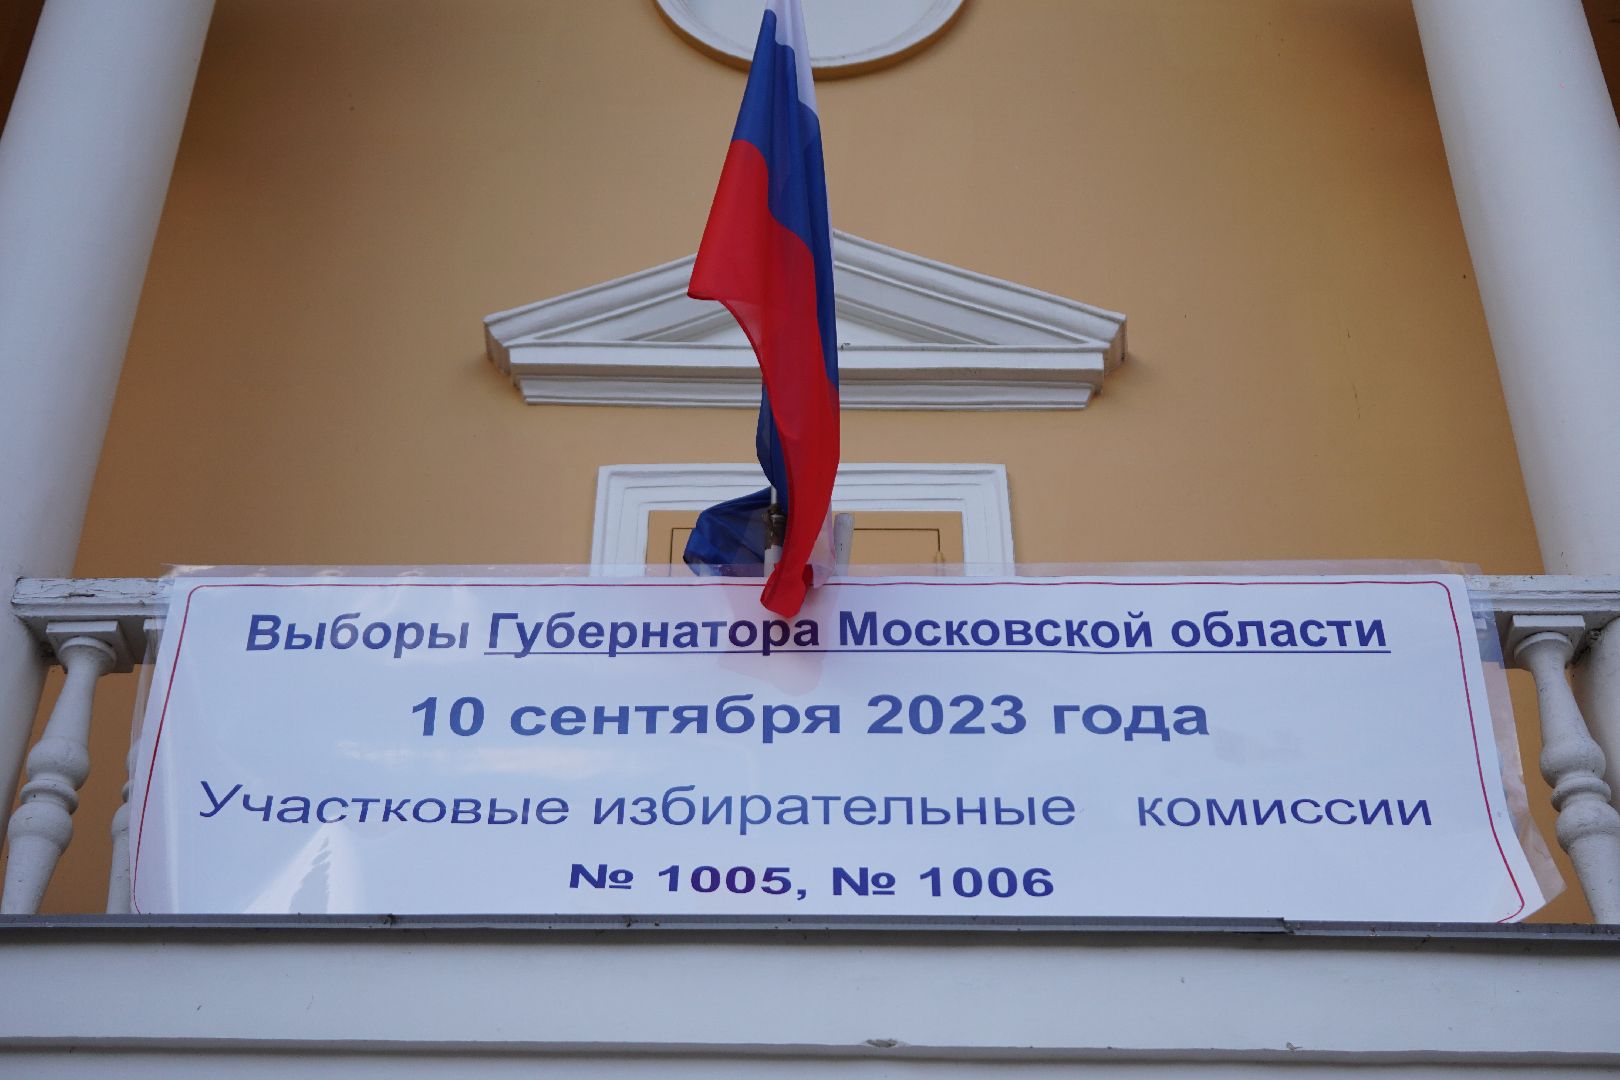 Выборы Губернатора Московской области
10 сентября 2023 года
Участковые избирательные комиссии
№ 1005, № 1006